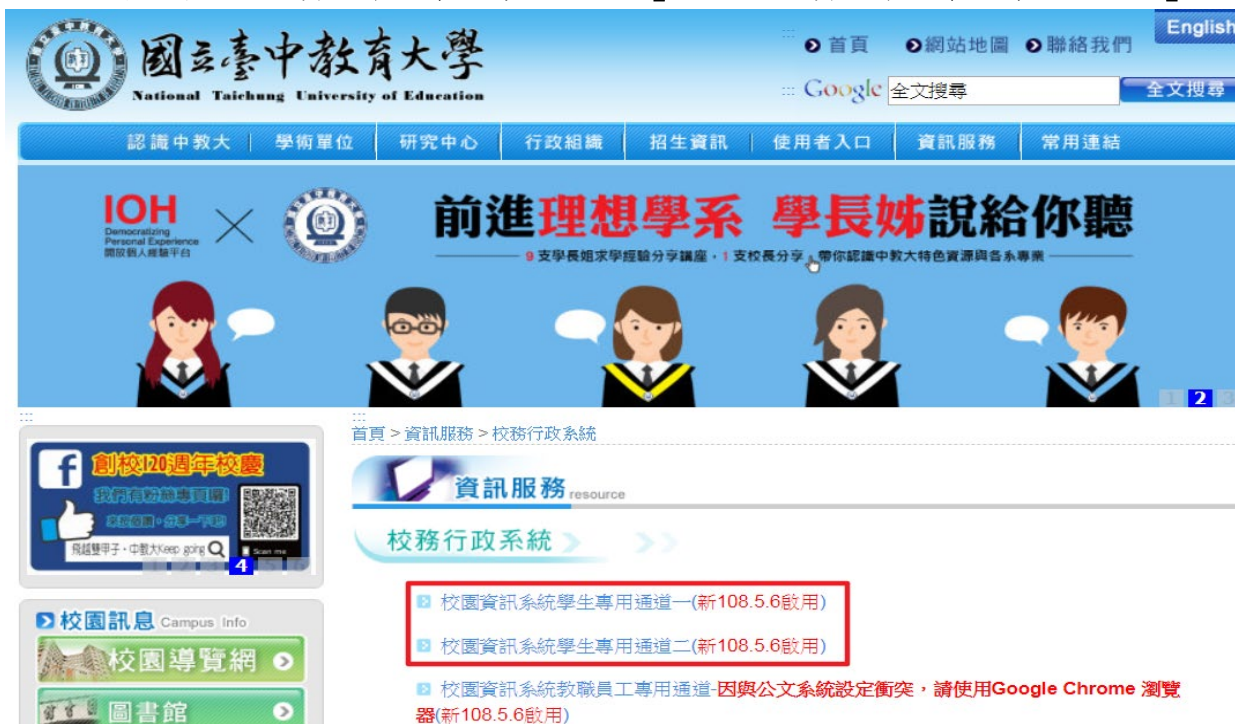 English
國立臺中教育大學
National Taichung University of Education
首頁 網站地圖 聯絡我們
Google 全文搜尋 全文搜尋
認識中教大 學術單位 研究中心 行政組織 招生資訊 使用者入口 資訊服務 常用連結
IOH
Democratizing
Personal Experience
開放個人經驗平台
前進理想學系 學長姊說給你聽
9 支學長姐求學經驗分享講座,1 支校長分享,帶你認識中教大特色資源與各系專業
1 2 3
創校120週年校慶
我們有粉絲專頁囉!
飛越雙甲子・中教大Keep going
Scan me
1 2 3 4 5 6
首頁 > 資訊服務 > 校務行政系統
資訊服務 resource
校務行政系統
校園資訊系統學生專用通道一(新108.5.6啟用)
校園資訊系統學生專用通道二(新108.5.6啟用)
校園資訊系統教職員工專用通道-因與公文系統設定衝突,請使用Google Chrome 瀏覽
器(新108.5.6啟用)
校園訊息 Campus Info
校園導覽網
圖書館